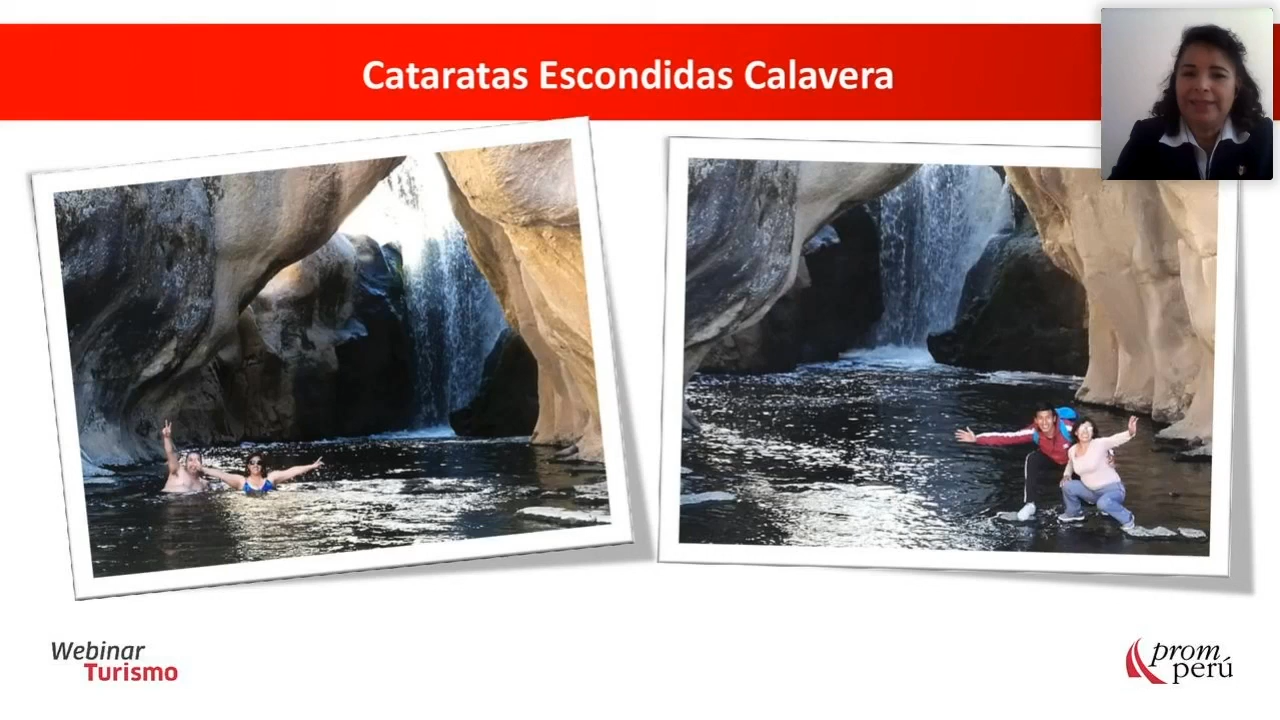 Cataratas Escondidas Calavera
Webinar
Turismo
prom
perú